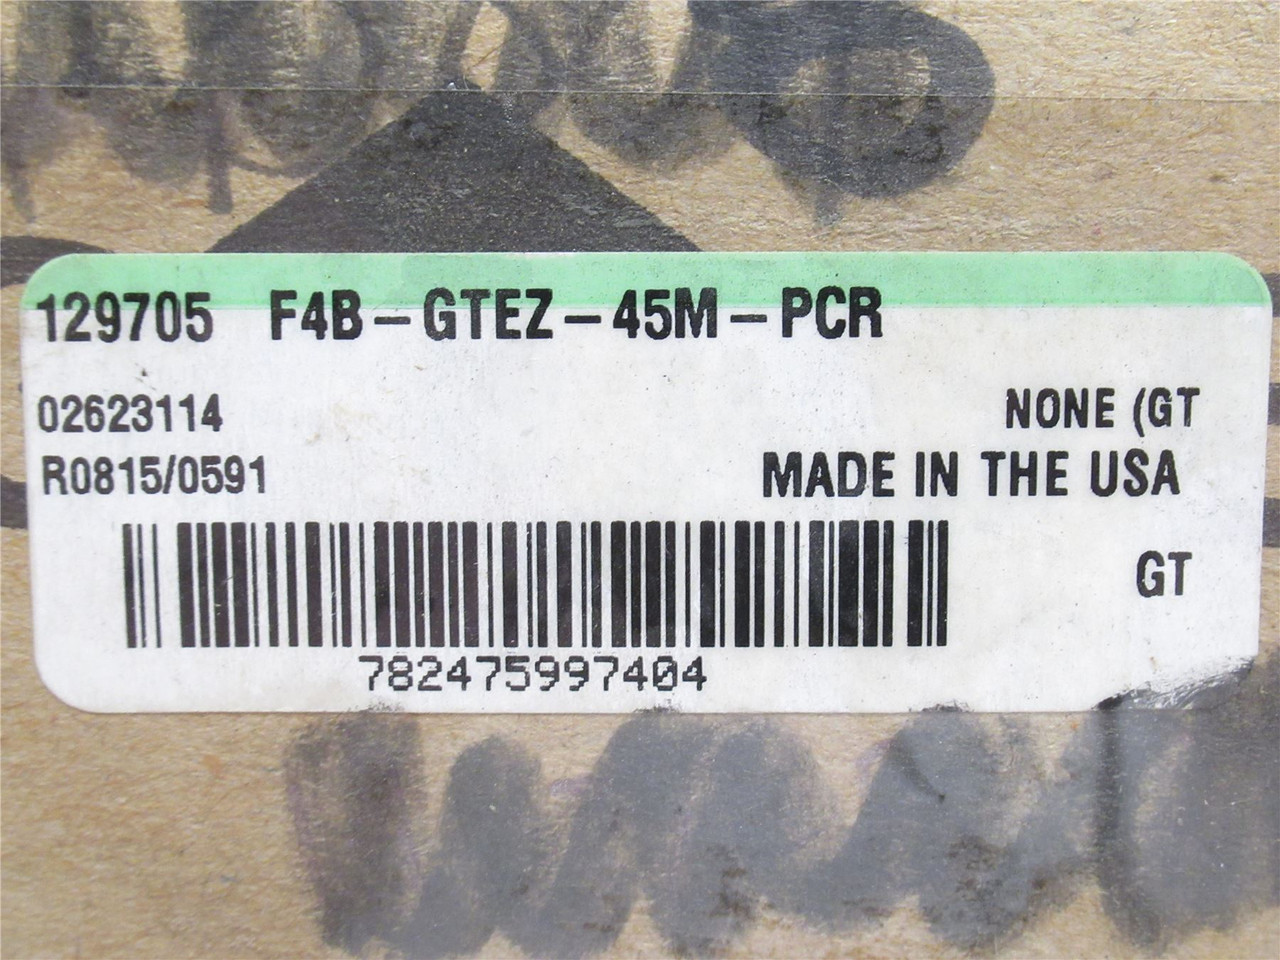 129705 F4B-GTEZ-45M-PCR
02623114
NONE (GT
R0815/0591
MADE IN THE USA
GT
782475997404